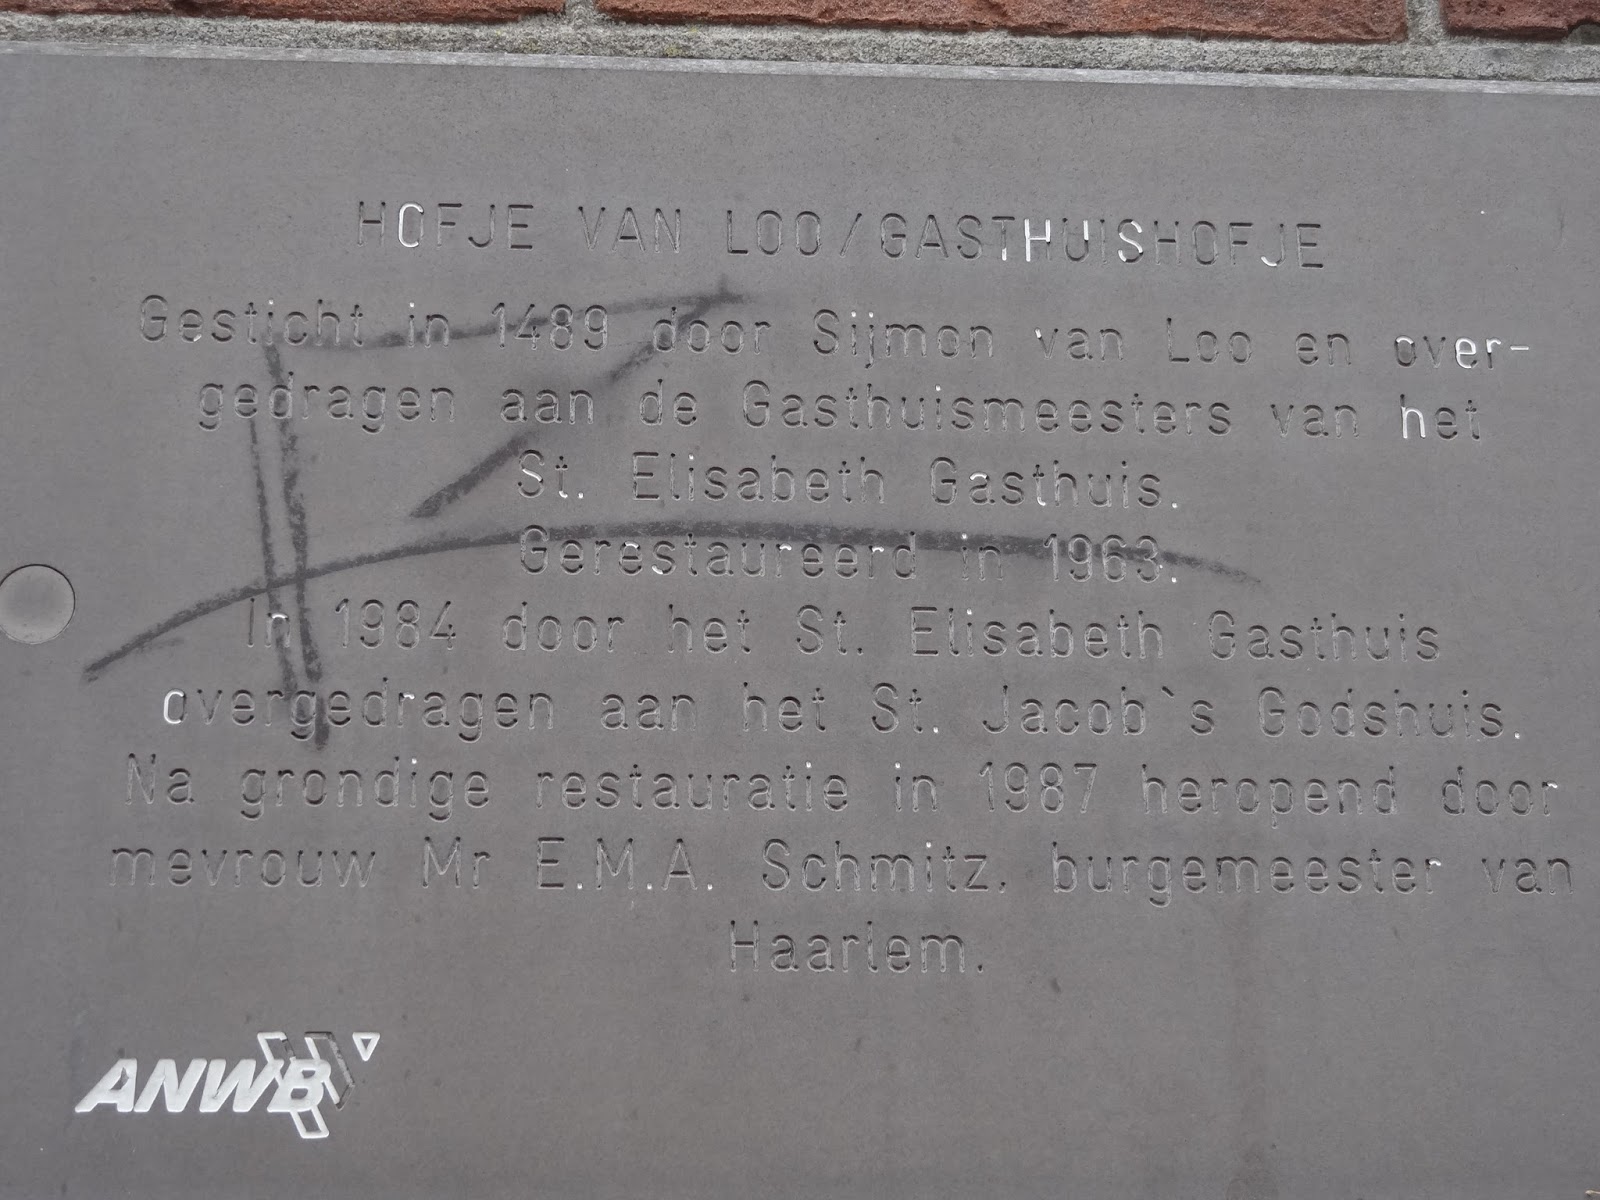 HOFJE VAN LOO/GASTHUISHOFJE
Gesticht in 1489 door Sijmon van Loo en over-
gedragen aan de Gasthuismeesters van het
St. Elisabeth Gasthuis.
Gerestaureerd in 1963.
In 1984 door het St. Elisabeth Gasthuis
overgedragen aan het St. Jacob`s Godshuis.
Na grondige restauratie in 1987 heropend door
mevrouw Mr E.M.A. Schmitz, burgemeester van
Haarlem.
ANWB